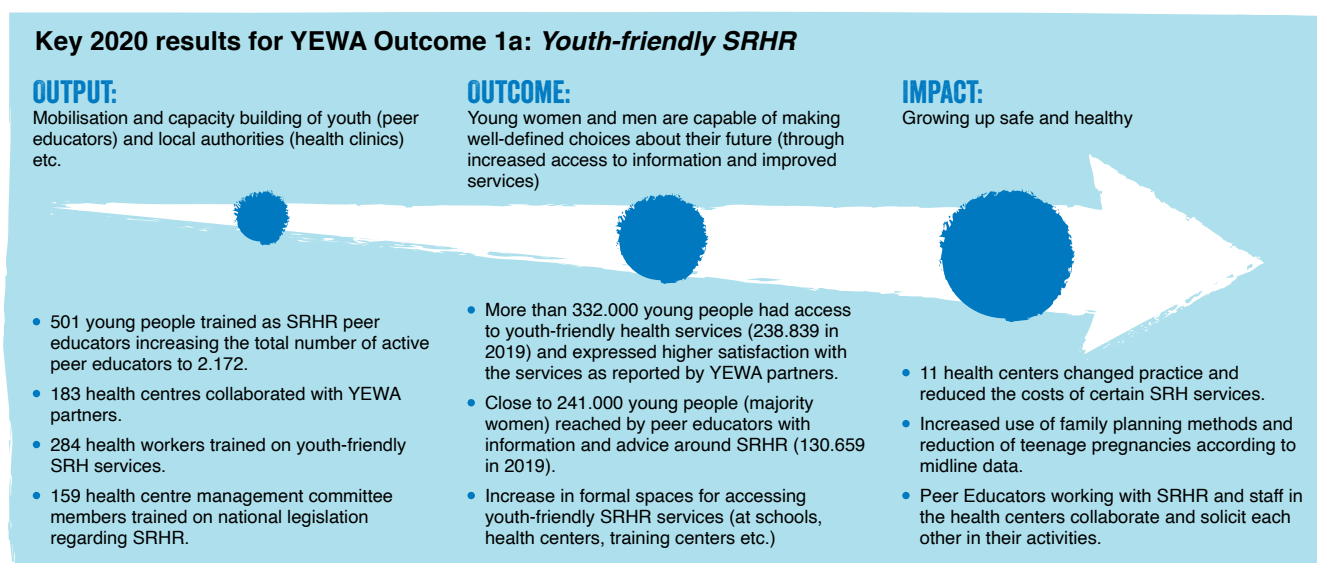 Key 2020 results for YEWA Outcome 1a: Youth-friendly SRHR
OUTPUT:
Mobilisation and capacity building of youth (peer
educators) and local authorities (health clinics)
etc.
OUTCOME:
Young women and men are capable of making
well-defined choices about their future (through
increased access to information and improved
services)
IMPACT:
Growing up safe and healthy
• 501 young people trained as SRHR peer
educators increasing the total number of active
peer educators to 2.172.
• 183 health centres collaborated with YEWA
partners.
• 284 health workers trained on youth-friendly
SRH services.
• 159 health centre management committee
members trained on national legislation
regarding SRHR.
• More than 332.000 young people had access
to youth-friendly health services (238.839 in
2019) and expressed higher satisfaction with
the services as reported by YEWA partners.
• Close to 241.000 young people (majority
women) reached by peer educators with
information and advice around SRHR (130.659
in 2019).
• Increase in formal spaces for accessing
youth-friendly SRHR services (at schools,
health centers, training centers etc.)
• 11 health centers changed practice and
reduced the costs of certain SRH services.
• Increased use of family planning methods and
reduction of teenage pregnancies according to
midline data.
• Peer Educators working with SRHR and staff in
the health centers collaborate and solicit each
other in their activities.